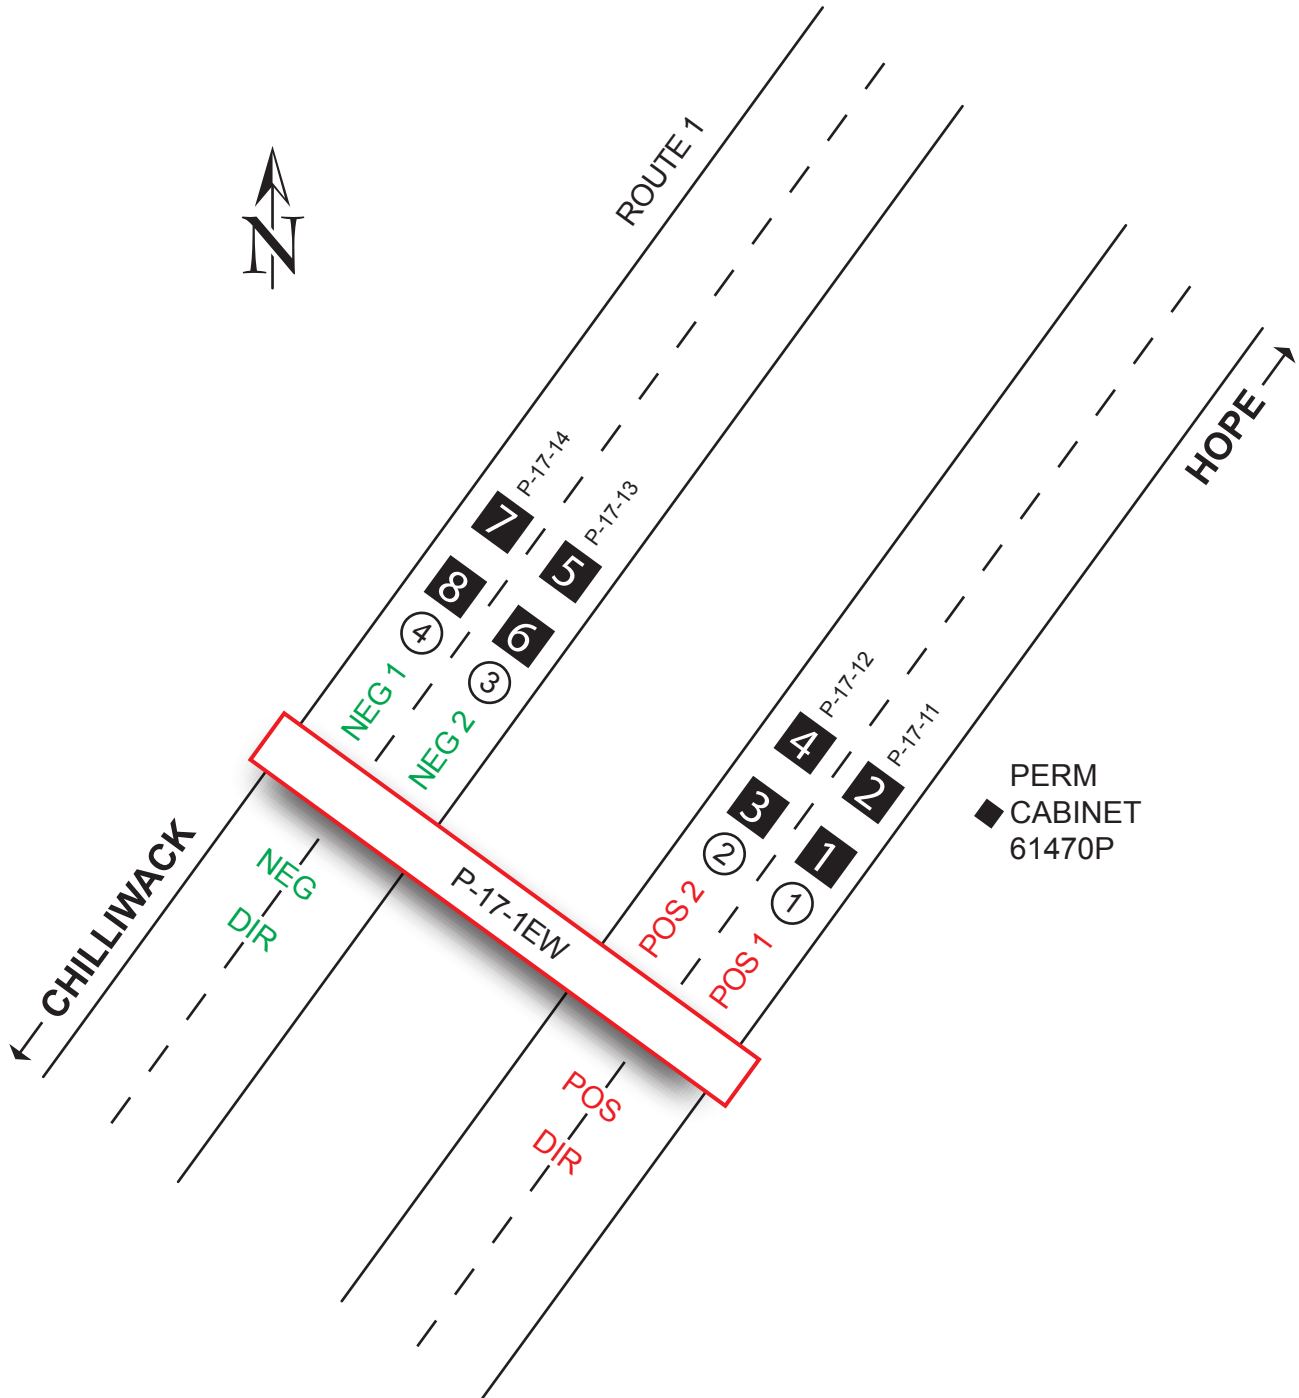 ROUTE 1
N
HOPE
P-17-14
P-17-13
7
5
8
6
4
3
NEG 1
NEG 2
P-17-12
P-17-11
4
2
3
1
2
1
POS 2
POS 1
PERM
CABINET
61470P
CHILLIWACK
P-17-1EW
NEG
DIR
POS
DIR